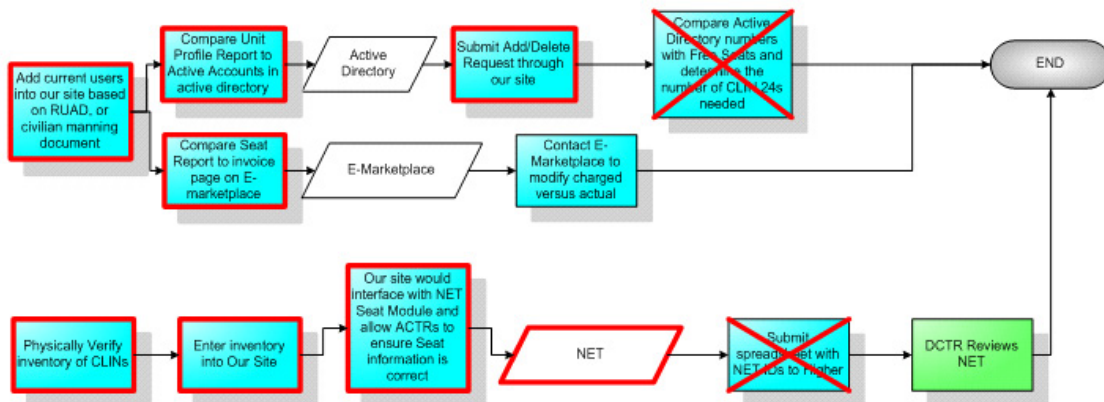 Add current users
into our site based
on RUAD, or
civilian manning
document
Compare Unit
Profile Report to
Active Accounts in
active directory
Active
Directory
Submit Add/Delete
Request through
our site
Compare Active
Directory numbers
with Free Seats and
determine the
number of CLIN 24s
needed
END
Compare Seat
Report to invoice
page on E-
marketplace
E-Marketplace
Contact E-
Marketplace to
modify charged
versus actual
Physically Verify
inventory of CLINs
Enter inventory
into Our Site
Our site would
interface with NET
Seat Module and
allow ACTRs to
ensure Seat
information is
correct
NET
Submit
spreadsheet with
NET IDs to Higher
DCTR Reviews
NET